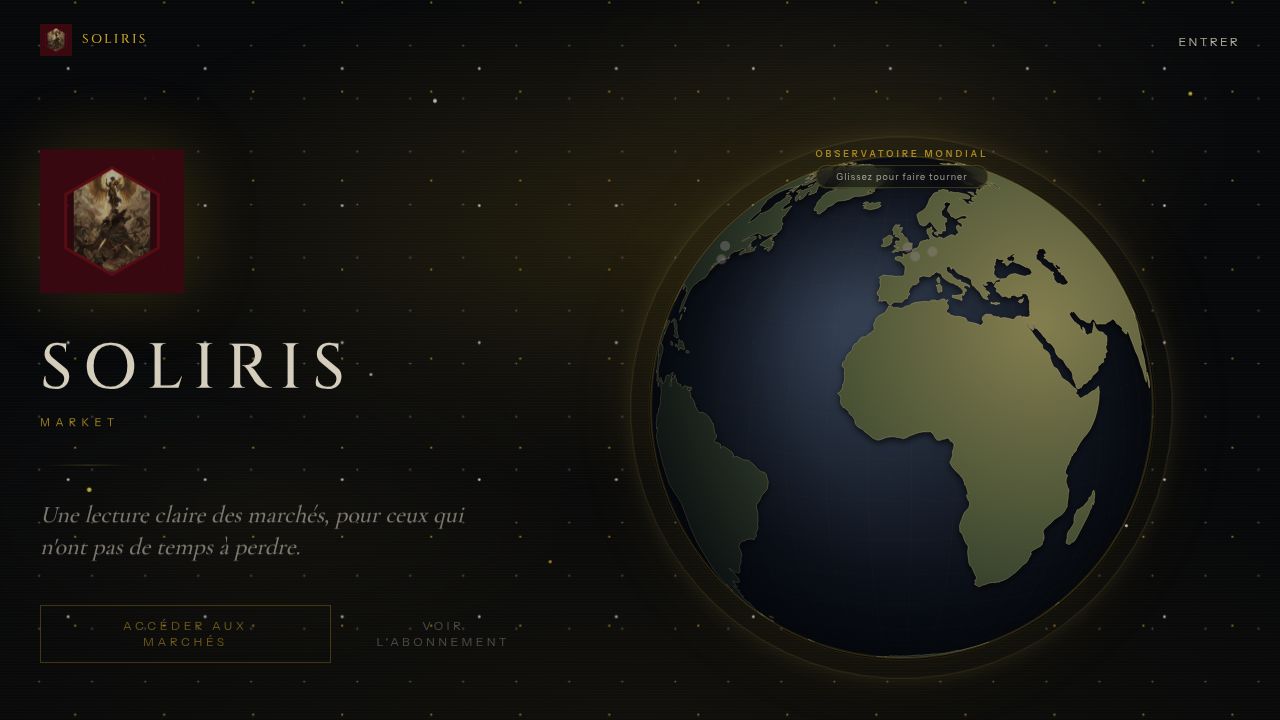 SOLIRIS
ENTRER
SOLIRIS
MARKET
Une lecture claire des marchés, pour ceux qui
n'ont pas de temps à perdre.
ACCÉDER AUX
MARCHÉS
VOIR
L'ABONNEMENT
OBSERVATOIRE MONDIAL
Glissez pour faire tourner